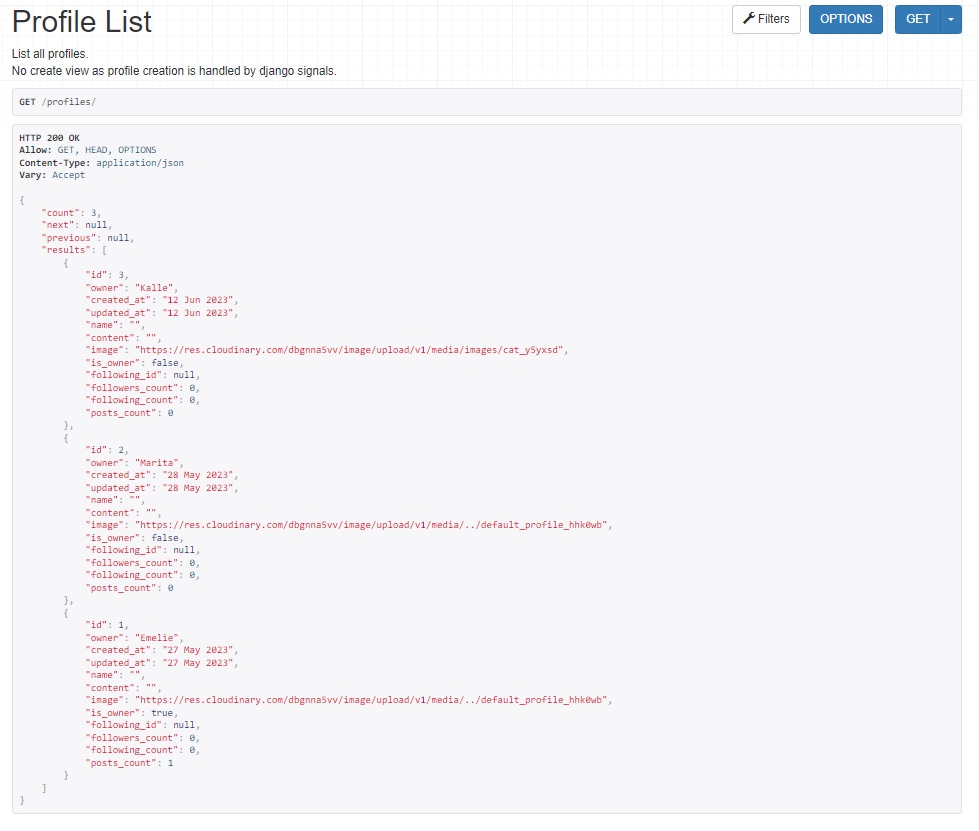 Profile List
Filters
OPTIONS
GET
List all profiles.
No create view as profile creation is handled by django signals.
GET /profiles/
HTTP 200 OK
Allow: GET, HEAD, OPTIONS
Content-Type: application/json
Vary: Accept
{
    "count": 3,
    "next": null,
    "previous": null,
    "results": [
        {
            "id": 3,
            "owner": "Kalle",
            "created_at": "12 Jun 2023",
            "updated_at": "12 Jun 2023",
            "name": "",
            "content": "",
            "image": "https://res.cloudinary.com/dbgnna5vv/image/upload/v1/media/images/cat_y5yxsd",
            "is_owner": false,
            "following_id": null,
            "followers_count": 0,
            "following_count": 0,
            "posts_count": 0
        },
        {
            "id": 2,
            "owner": "Marita",
            "created_at": "28 May 2023",
            "updated_at": "28 May 2023",
            "name": "",
            "content": "",
            "image": "https://res.cloudinary.com/dbgnna5vv/image/upload/v1/media/../default_profile_hhk0wb",
            "is_owner": false,
            "following_id": null,
            "followers_count": 0,
            "following_count": 0,
            "posts_count": 0
        },
        {
            "id": 1,
            "owner": "Emelie",
            "created_at": "27 May 2023",
            "updated_at": "27 May 2023",
            "name": "",
            "content": "",
            "image": "https://res.cloudinary.com/dbgnna5vv/image/upload/v1/media/../default_profile_hhk0wb",
            "is_owner": true,
            "following_id": null,
            "followers_count": 0,
            "following_count": 0,
            "posts_count": 1
        }
    ]
}